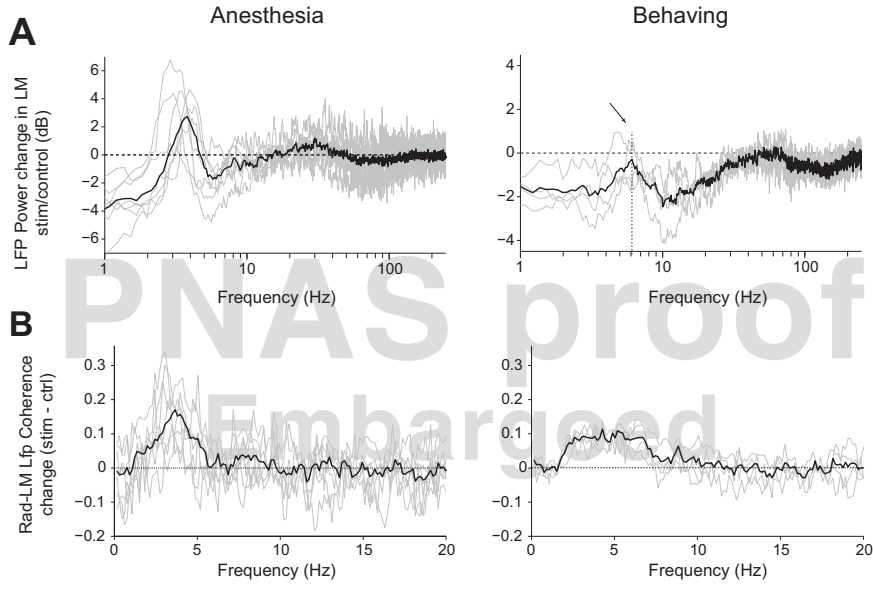 Anesthesia
Behaving
A
LFP Power change in LM
stim/control (dB)
6
4
2
0
−2
−4
−6
1
10
100
Frequency (Hz)
4
2
0
−2
−4
1
10
100
Frequency (Hz)
PNAS proof
Embargoed
B
Rad-LM Lfp Coherence
change (stim - ctrl)
0.3
0.2
0.1
0
−0.1
−0.2
0
5
10
15
20
Frequency (Hz)
0.3
0.2
0.1
0
−0.1
−0.2
0
5
10
15
20
Frequency (Hz)